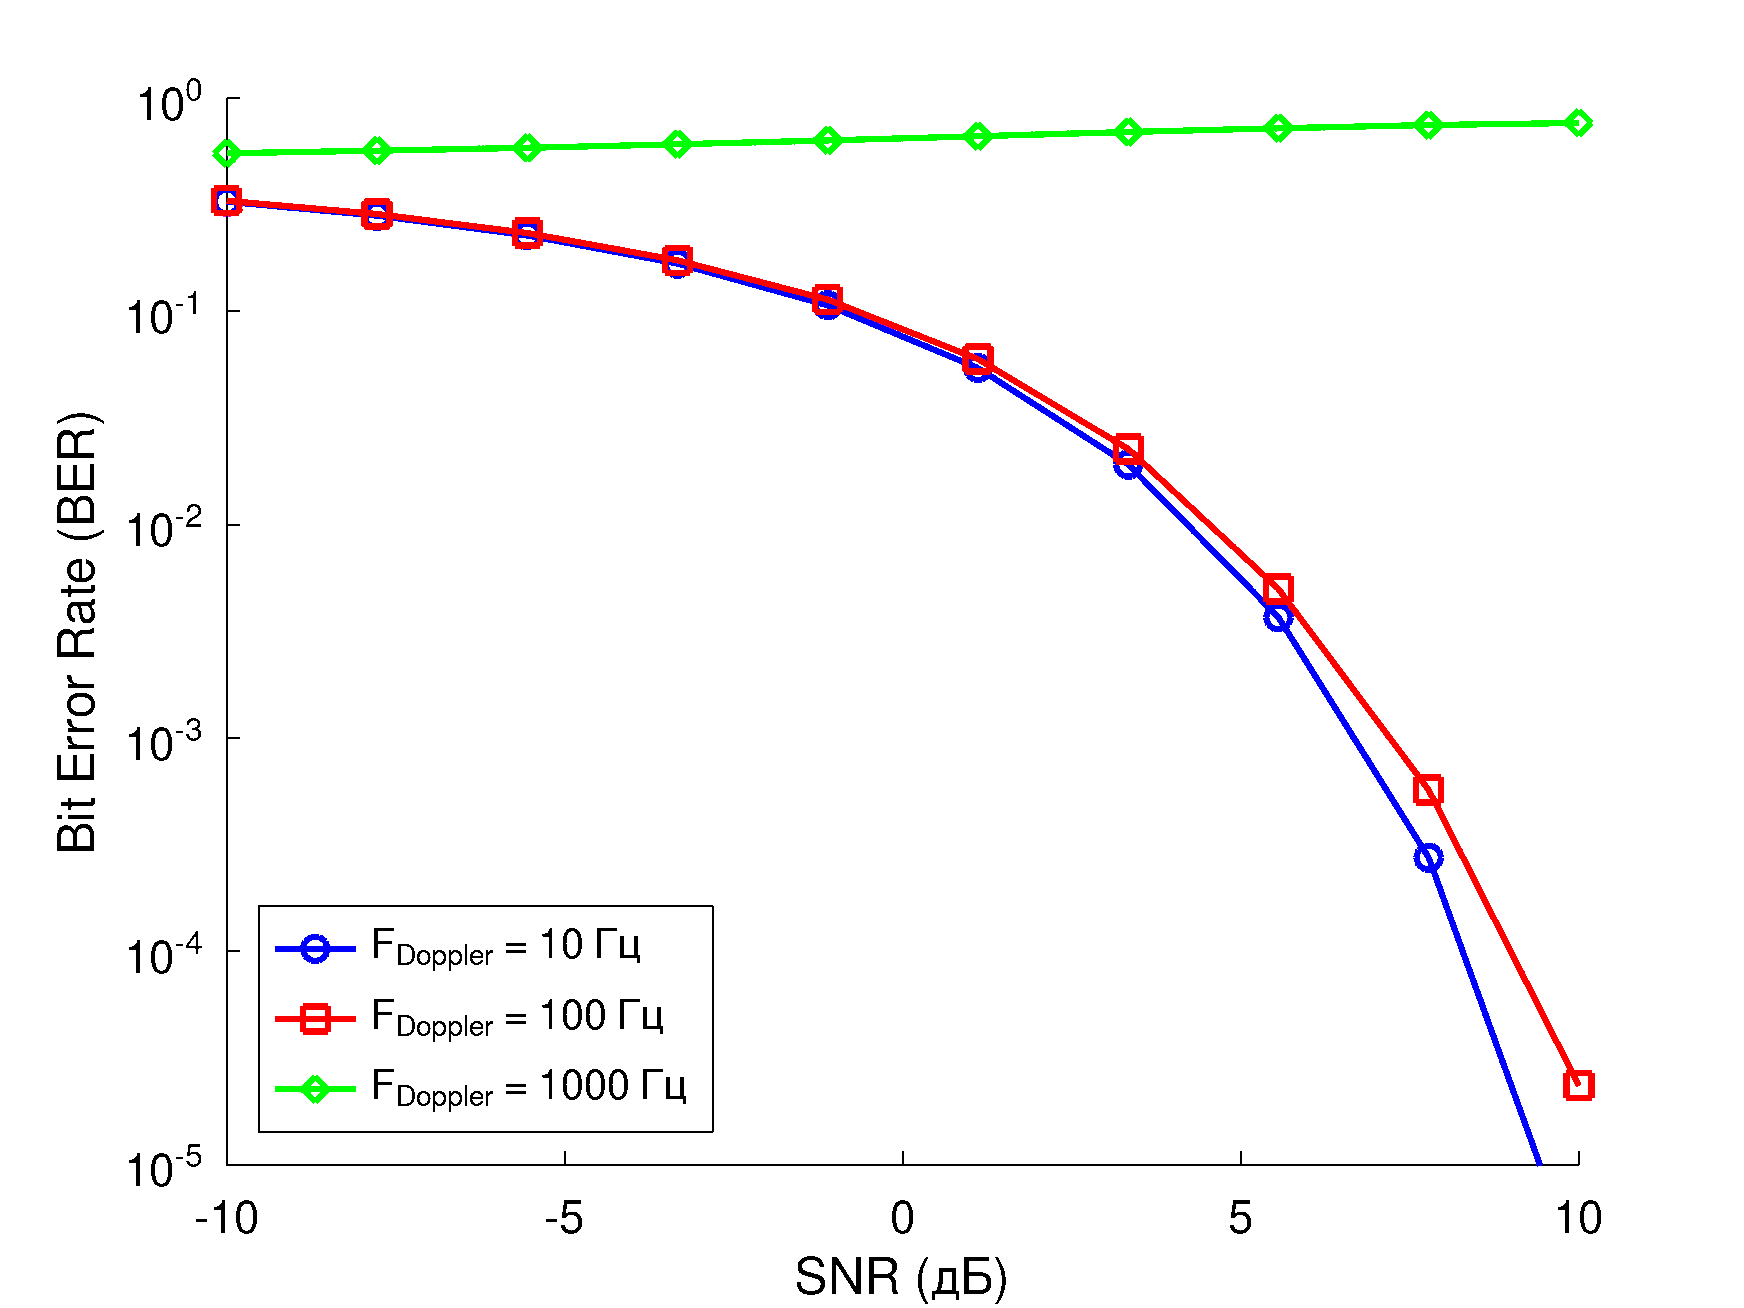 10^0
10^-1
10^-2
10^-3
10^-4
10^-5
Bit Error Rate (BER)
F_Doppler = 10 Гц
F_Doppler = 100 Гц
F_Doppler = 1000 Гц
-10 -5 0 5 10
SNR (дБ)